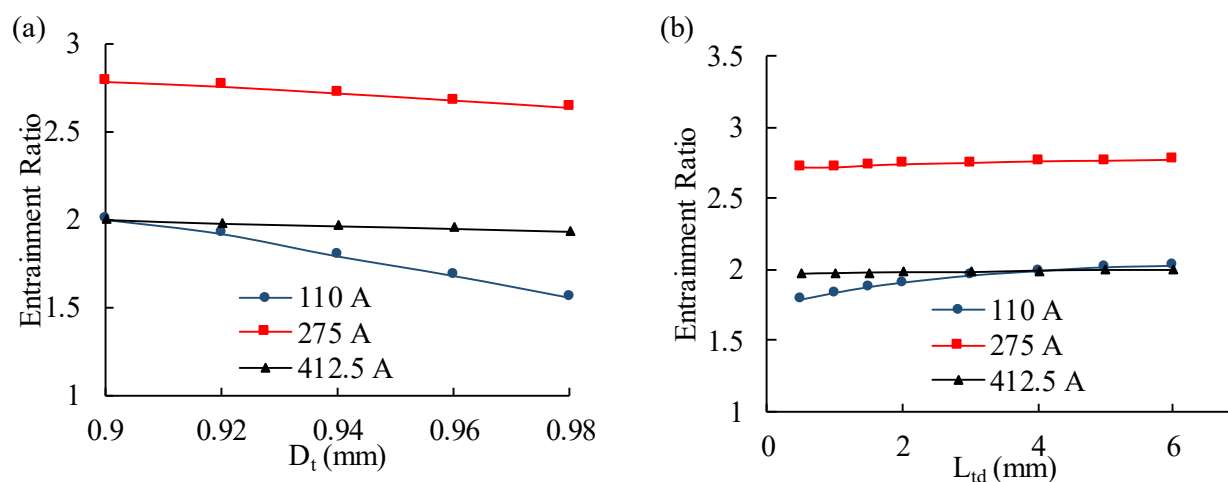 (a)
Entrainment Ratio
3
2.5
2
1.5
1
0.9 0.92 0.94 0.96 0.98
D_t (mm)
110 A
275 A
412.5 A
(b)
Entrainment Ratio
3.5
3
2.5
2
1.5
1
0 2 4 6
L_td (mm)
110 A
275 A
412.5 A